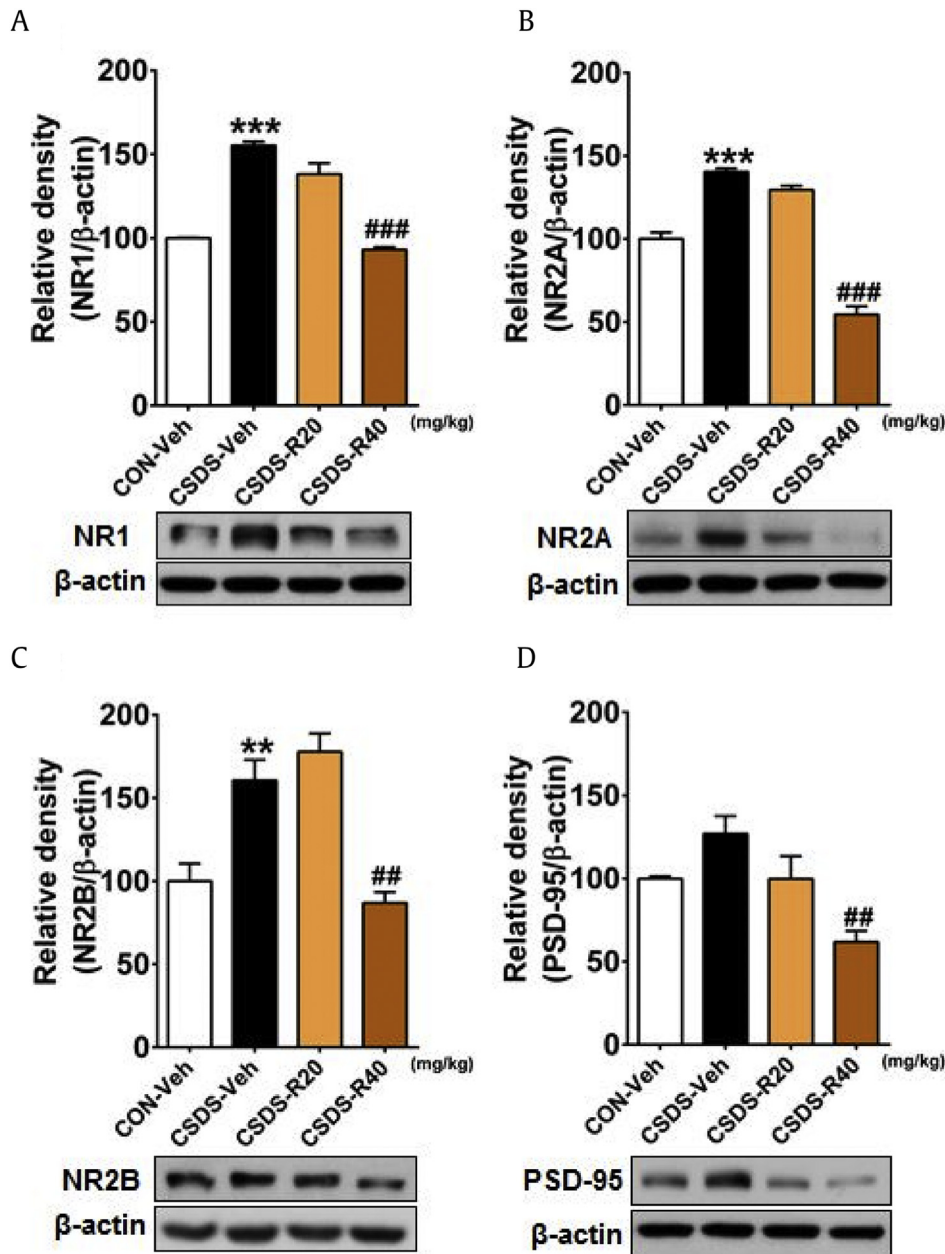 A
Relative density
(NR1/β-actin)
200
150
100
50
0
***
###
CON-Veh
CSDS-Veh
CSDS-R20
CSDS-R40
(mg/kg)
NR1
β-actin
B
Relative density
(NR2A/β-actin)
200
150
100
50
0
***
###
CON-Veh
CSDS-Veh
CSDS-R20
CSDS-R40
(mg/kg)
NR2A
β-actin
C
Relative density
(NR2B/β-actin)
200
150
100
50
0
**
##
CON-Veh
CSDS-Veh
CSDS-R20
CSDS-R40
(mg/kg)
NR2B
β-actin
D
Relative density
(PSD-95/β-actin)
200
150
100
50
0
##
CON-Veh
CSDS-Veh
CSDS-R20
CSDS-R40
(mg/kg)
PSD-95
β-actin